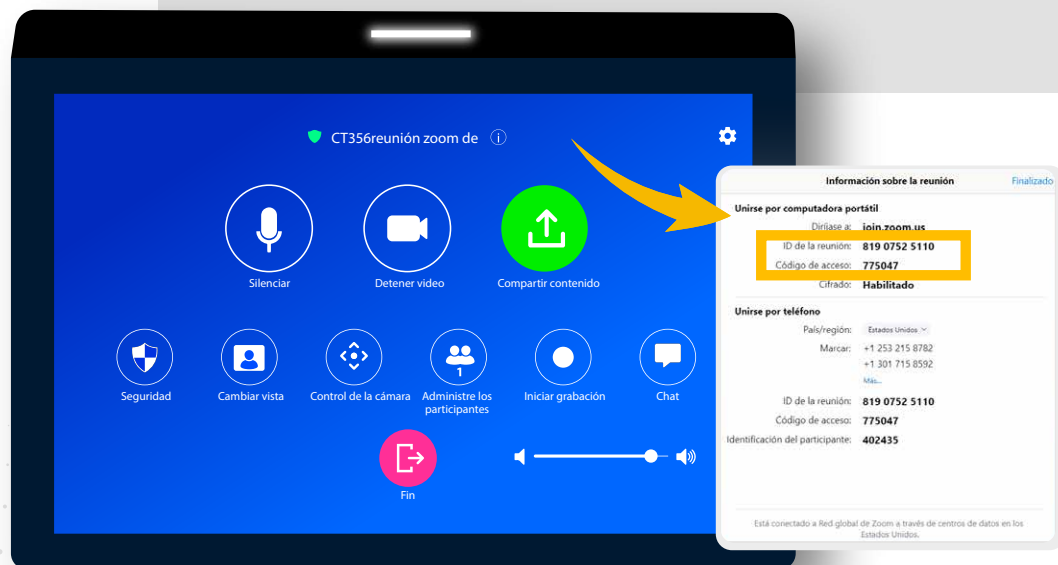 CT356reunión zoom de
Silenciar
Detener video
Compartir contenido
Seguridad
Cambiar vista
Control de la cámara
Administre los
participantes
1
Iniciar grabación
Chat
Fin
Información sobre la reunión
Finalizado
Unirse por computadora portátil
Diríjase a: join.zoom.us
ID de la reunión: 819 0752 5110
Código de acceso: 775047
Cifrado: Habilitado
Unirse por teléfono
País/región: Estados Unidos
Marcar: +1 253 215 8782
+1 301 715 8592
Más...
ID de la reunión: 819 0752 5110
Código de acceso: 775047
Identificación del participante: 402435
Está conectado a Red global de Zoom a través de centros de datos en los
Estados Unidos.